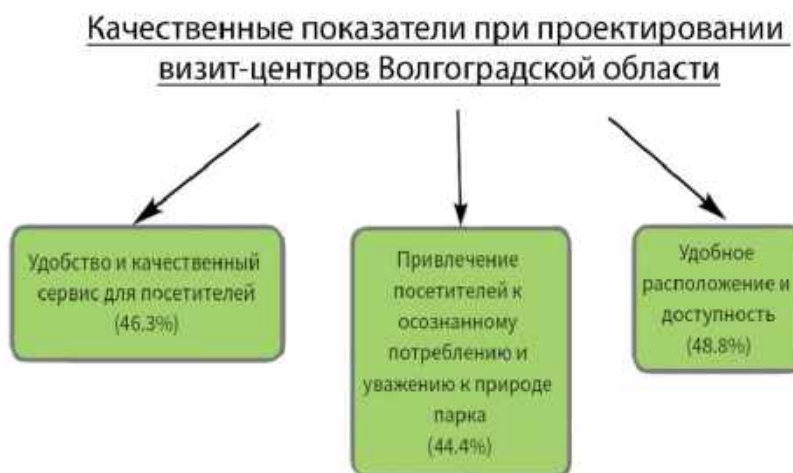 Качественные показатели при проектировании
визит-центров Волгоградской области
Удобство и качественный
сервис для посетителей
(46.3%)
Привлечение
посетителей к
осознанному
потреблению и
уважению к природе
парка
(44.4%)
Удобное
расположение и
доступность
(48.8%)